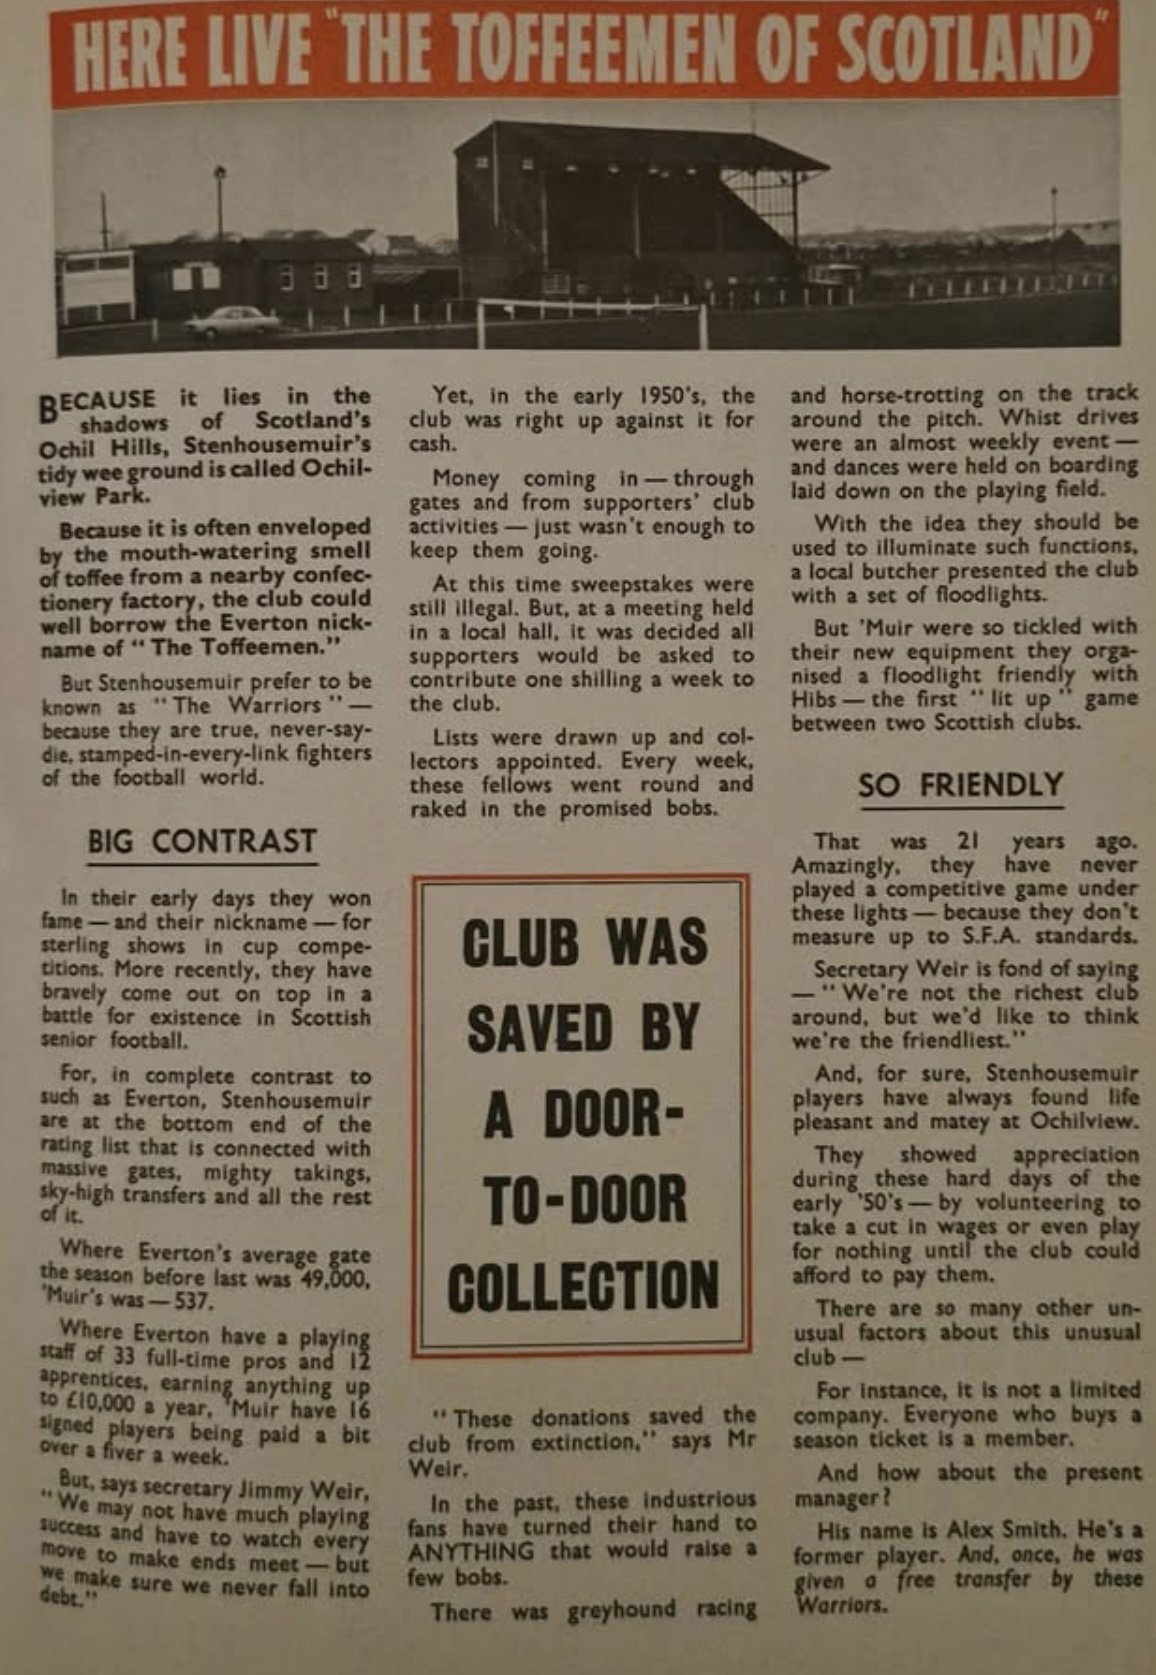 HERE LIVE "THE TOFFEEMEN OF SCOTLAND"
BECAUSE it lies in the
shadows of Scotland's
Ochil Hills, Stenhousemuir's
tidy wee ground is called Ochil-
view Park.
Because it is often enveloped
by the mouth-watering smell
of toffee from a nearby confec-
tionery factory, the club could
well borrow the Everton nick-
name of "The Toffeemen."
But Stenhousemuir prefer to be
known as "The Warriors" —
because they are true, never-say-
die, stamped-in-every-link fighters
of the football world.
BIG CONTRAST
In their early days they won
fame — and their nickname — for
sterling shows in cup compe-
titions. More recently, they have
bravely come out on top in a
battle for existence in Scottish
senior football.
For, in complete contrast to
such as Everton, Stenhousemuir
are at the bottom end of the
rating list that is connected with
massive gates, mighty takings,
sky-high transfers and all the rest
of it.
Where Everton's average gate
the season before last was 49,000,
'Muir's was — 537.
Where Everton have a playing
staff of 33 full-time pros and 12
apprentices, earning anything up
to £10,000 a year, 'Muir have 16
signed players being paid a bit
over a fiver a week.
But, says secretary Jimmy Weir,
"We may not have much playing
success and have to watch every
move to make ends meet — but
we make sure we never fall into
debt."
Yet, in the early 1950's, the
club was right up against it for
cash.
Money coming in — through
gates and from supporters' club
activities — just wasn't enough to
keep them going.
At this time sweepstakes were
still illegal. But, at a meeting held
in a local hall, it was decided all
supporters would be asked to
contribute one shilling a week to
the club.
Lists were drawn up and col-
lectors appointed. Every week,
these fellows went round and
raked in the promised bobs.
CLUB WAS
SAVED BY
A DOOR-
TO-DOOR
COLLECTION
"These donations saved the
club from extinction," says Mr
Weir.
In the past, these industrious
fans have turned their hand to
ANYTHING that would raise a
few bobs.
There was greyhound racing
and horse-trotting on the track
around the pitch. Whist drives
were an almost weekly event —
and dances were held on boarding
laid down on the playing field.
With the idea they should be
used to illuminate such functions,
a local butcher presented the club
with a set of floodlights.
But 'Muir were so tickled with
their new equipment they orga-
nised a floodlight friendly with
Hibs — the first "lit up" game
between two Scottish clubs.
SO FRIENDLY
That was 21 years ago.
Amazingly, they have never
played a competitive game under
these lights — because they don't
measure up to S.F.A. standards.
Secretary Weir is fond of saying
— "We're not the richest club
around, but we'd like to think
we're the friendliest."
And, for sure, Stenhousemuir
players have always found life
pleasant and matey at Ochilview.
They showed appreciation
during these hard days of the
early '50's — by volunteering to
take a cut in wages or even play
for nothing until the club could
afford to pay them.
There are so many other un-
usual factors about this unusual
club —
For instance, it is not a limited
company. Everyone who buys a
season ticket is a member.
And how about the present
manager?
His name is Alex Smith. He's a
former player. And, once, he was
given a free transfer by these
Warriors.